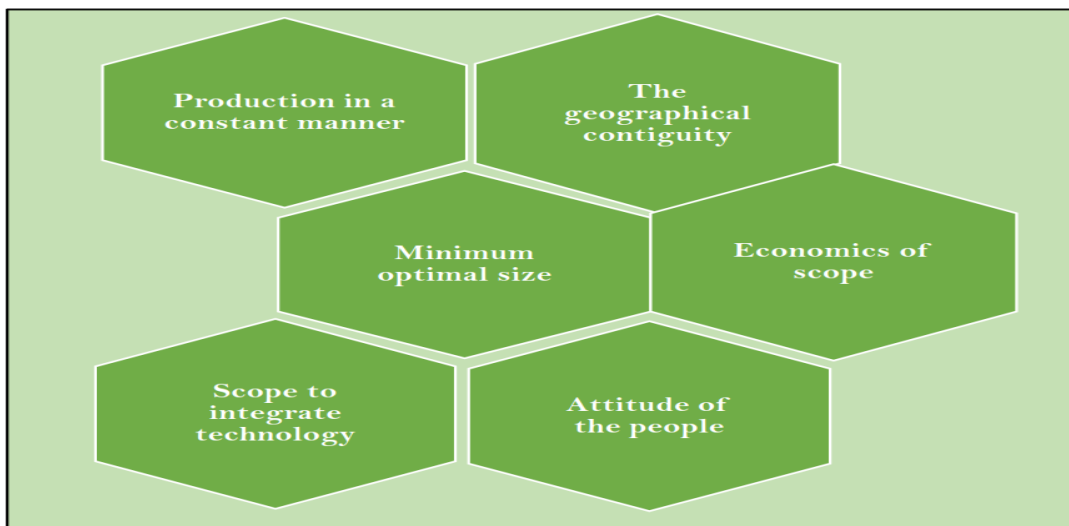 Production in a
constant manner
The
geographical
contiguity
Minimum
optimal size
Economics of
scope
Scope to
integrate
technology
Attitude of
the people